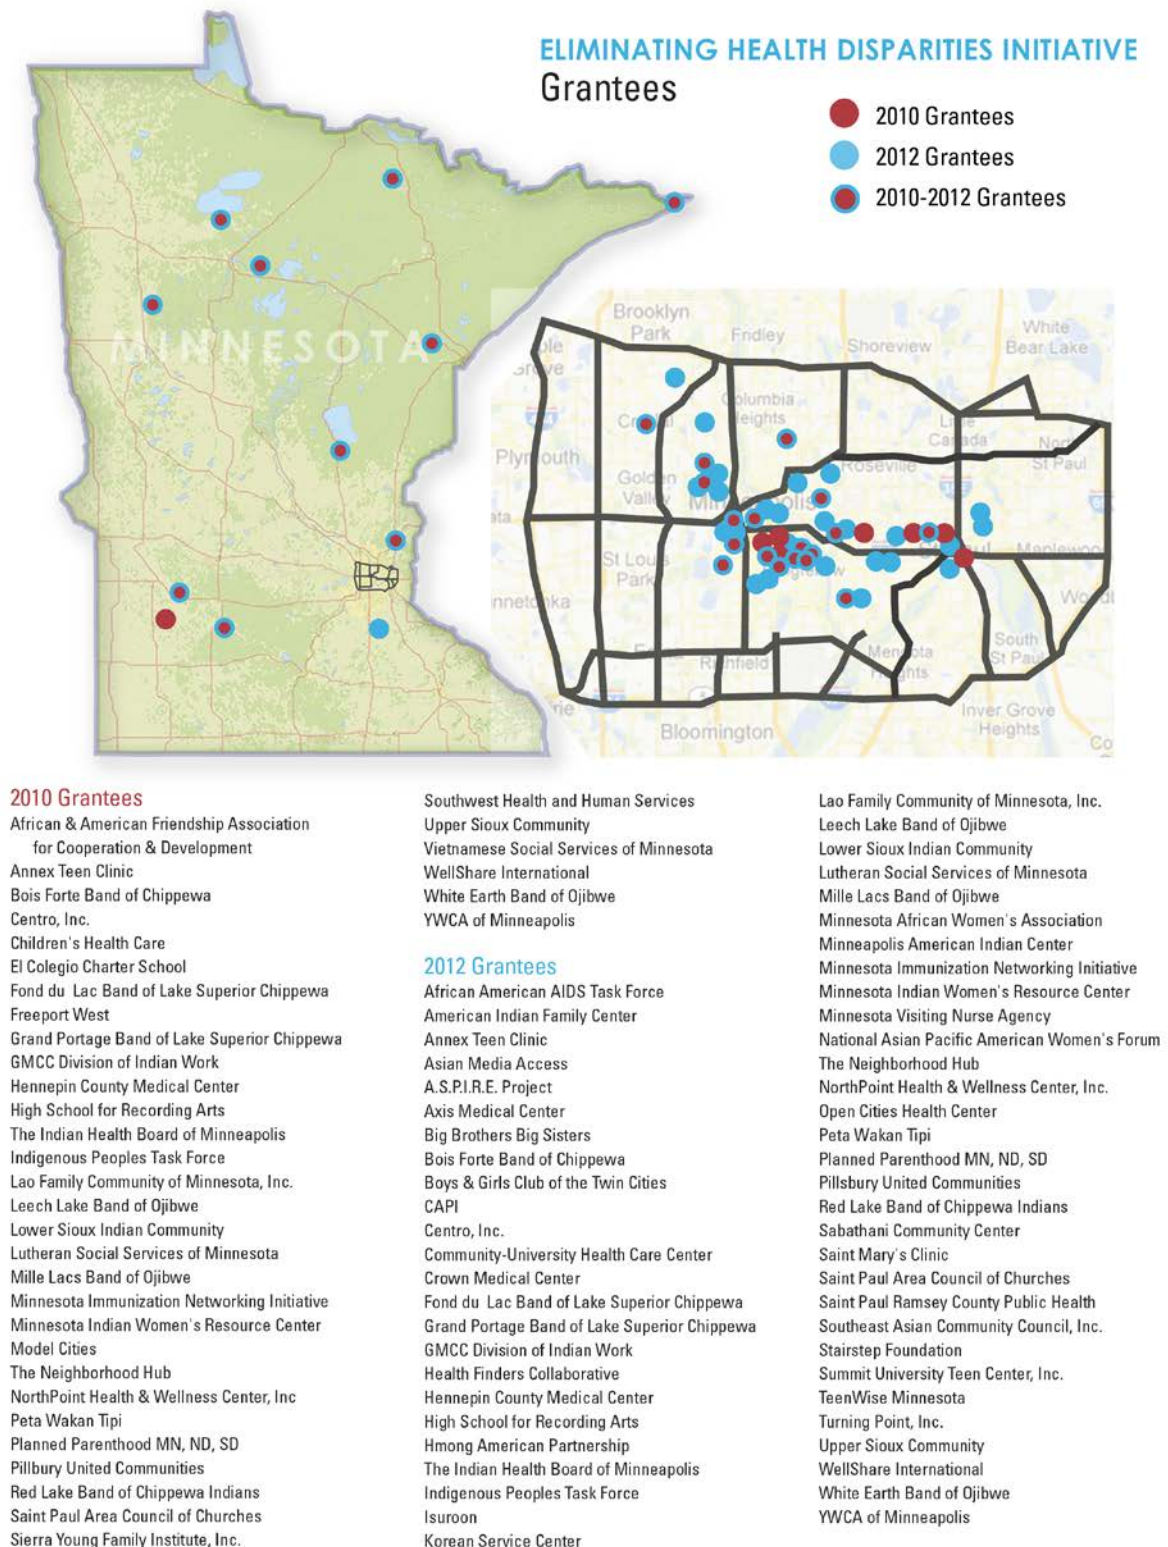 ELIMINATING HEALTH DISPARITIES INITIATIVE
Grantees
2010 Grantees
2012 Grantees
2010-2012 Grantees
MINNESOTA
Brooklyn
Park
Fridley
Shoreview
White
Bear Lake
Columbia
Heights
Plymouth
Golden
Valley
Roseville
Canada
St Paul
St Louis
Park
Maplewood
Richfield
South
St Paul
Bloomington
Inver Grove
Heights
2010 Grantees
African & American Friendship Association
for Cooperation & Development
Annex Teen Clinic
Bois Forte Band of Chippewa
Centro, Inc.
Children's Health Care
El Colegio Charter School
Fond du Lac Band of Lake Superior Chippewa
Freeport West
Grand Portage Band of Lake Superior Chippewa
GMCC Division of Indian Work
Hennepin County Medical Center
High School for Recording Arts
The Indian Health Board of Minneapolis
Indigenous Peoples Task Force
Lao Family Community of Minnesota, Inc.
Leech Lake Band of Ojibwe
Lower Sioux Indian Community
Lutheran Social Services of Minnesota
Mille Lacs Band of Ojibwe
Minnesota Immunization Networking Initiative
Minnesota Indian Women's Resource Center
Model Cities
The Neighborhood Hub
NorthPoint Health & Wellness Center, Inc
Peta Wakan Tipi
Planned Parenthood MN, ND, SD
Pillbury United Communities
Red Lake Band of Chippewa Indians
Saint Paul Area Council of Churches
Sierra Young Family Institute, Inc.
Southwest Health and Human Services
Upper Sioux Community
Vietnamese Social Services of Minnesota
WellShare International
White Earth Band of Ojibwe
YWCA of Minneapolis
2012 Grantees
African American AIDS Task Force
American Indian Family Center
Annex Teen Clinic
Asian Media Access
A.S.P.I.R.E. Project
Axis Medical Center
Big Brothers Big Sisters
Bois Forte Band of Chippewa
Boys & Girls Club of the Twin Cities
CAPI
Centro, Inc.
Community-University Health Care Center
Crown Medical Center
Fond du Lac Band of Lake Superior Chippewa
Grand Portage Band of Lake Superior Chippewa
GMCC Division of Indian Work
Health Finders Collaborative
Hennepin County Medical Center
High School for Recording Arts
Hmong American Partnership
The Indian Health Board of Minneapolis
Indigenous Peoples Task Force
Isuroon
Korean Service Center
Lao Family Community of Minnesota, Inc.
Leech Lake Band of Ojibwe
Lower Sioux Indian Community
Lutheran Social Services of Minnesota
Mille Lacs Band of Ojibwe
Minnesota African Women's Association
Minneapolis American Indian Center
Minnesota Immunization Networking Initiative
Minnesota Indian Women's Resource Center
Minnesota Visiting Nurse Agency
National Asian Pacific American Women's Forum
The Neighborhood Hub
NorthPoint Health & Wellness Center, Inc.
Open Cities Health Center
Peta Wakan Tipi
Planned Parenthood MN, ND, SD
Pillsbury United Communities
Red Lake Band of Chippewa Indians
Sabathani Community Center
Saint Mary's Clinic
Saint Paul Area Council of Churches
Saint Paul Ramsey County Public Health
Southeast Asian Community Council, Inc.
Stairstep Foundation
Summit University Teen Center, Inc.
TeenWise Minnesota
Turning Point, Inc.
Upper Sioux Community
WellShare International
White Earth Band of Ojibwe
YWCA of Minneapolis